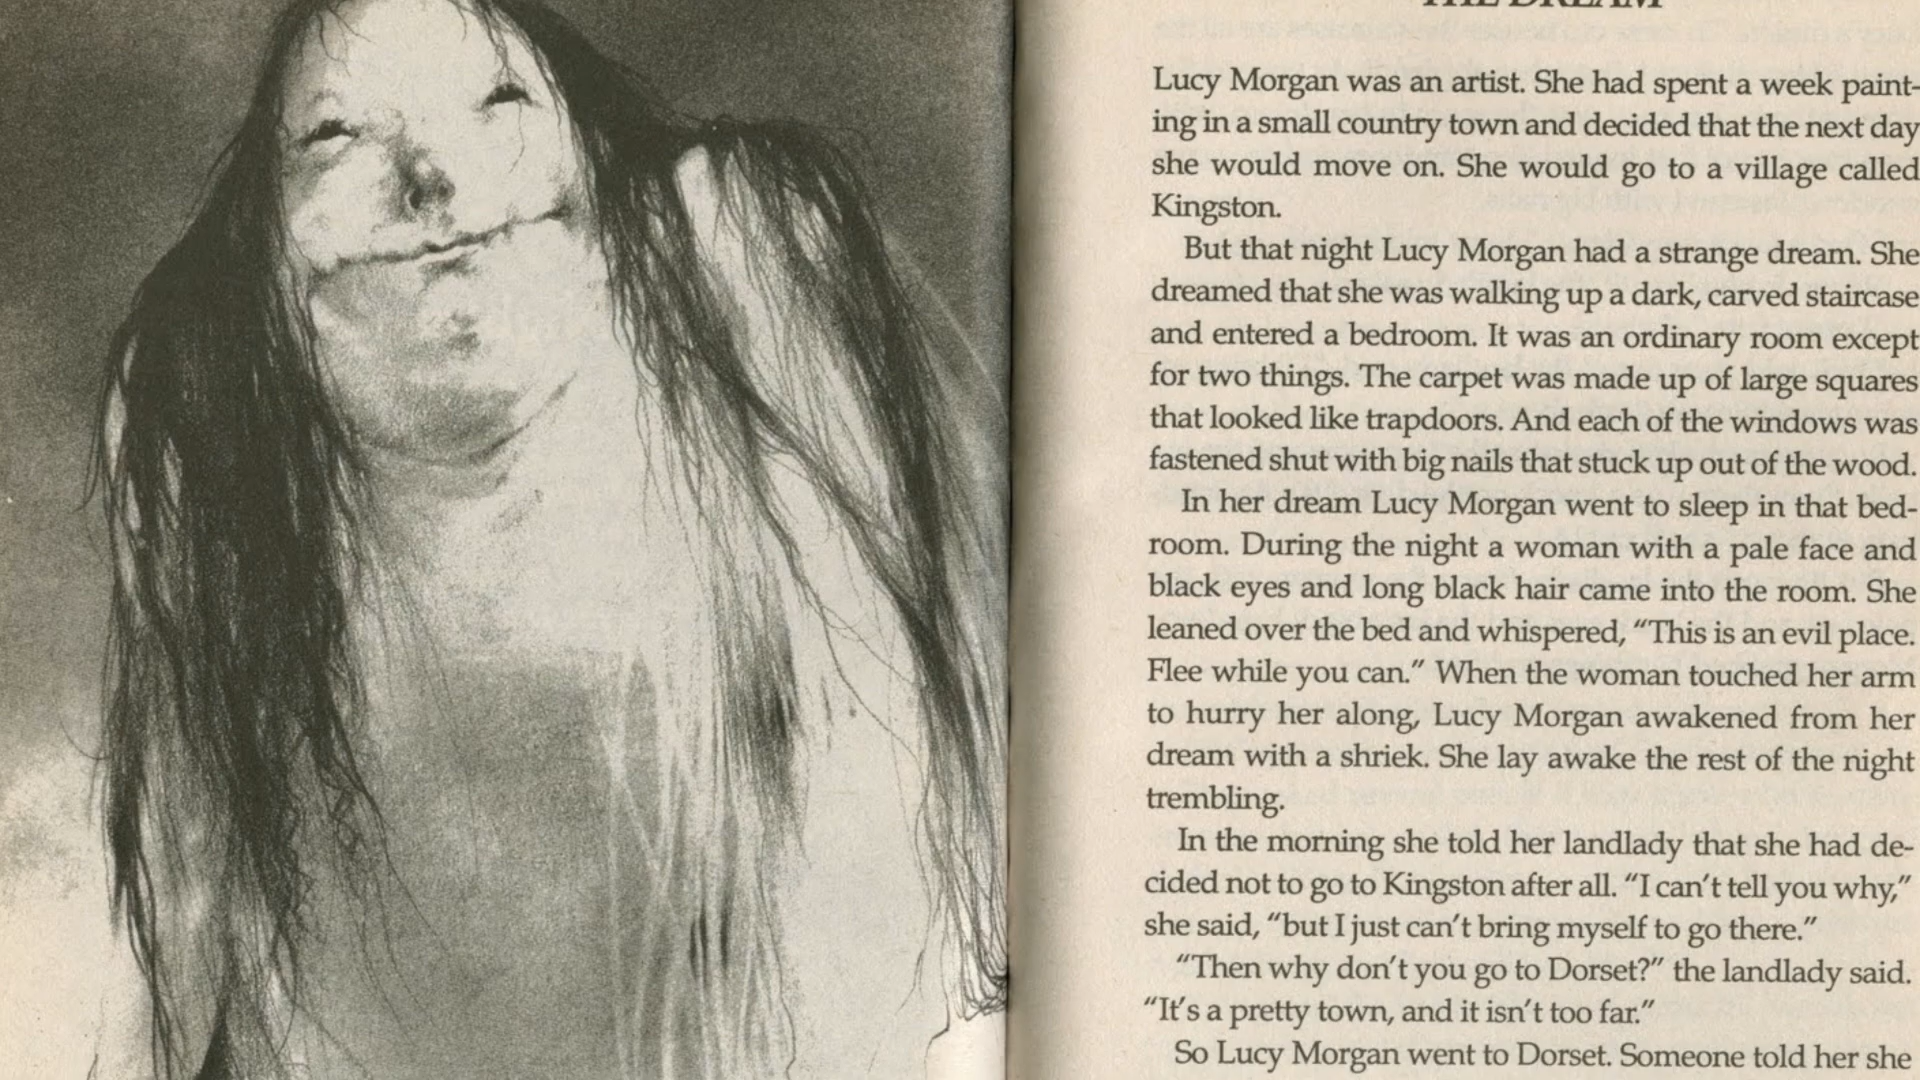 THE DREAM
Lucy Morgan was an artist. She had spent a week paint-
ing in a small country town and decided that the next day
she would move on. She would go to a village called
Kingston.
But that night Lucy Morgan had a strange dream. She
dreamed that she was walking up a dark, carved staircase
and entered a bedroom. It was an ordinary room except
for two things. The carpet was made up of large squares
that looked like trapdoors. And each of the windows was
fastened shut with big nails that stuck up out of the wood.
In her dream Lucy Morgan went to sleep in that bed-
room. During the night a woman with a pale face and
black eyes and long black hair came into the room. She
leaned over the bed and whispered, “This is an evil place.
Flee while you can.” When the woman touched her arm
to hurry her along, Lucy Morgan awakened from her
dream with a shriek. She lay awake the rest of the night
trembling.
In the morning she told her landlady that she had de-
cided not to go to Kingston after all. “I can’t tell you why,”
she said, “but I just can’t bring myself to go there.”
“Then why don’t you go to Dorset?” the landlady said.
“It’s a pretty town, and it isn’t too far.”
So Lucy Morgan went to Dorset. Someone told her she